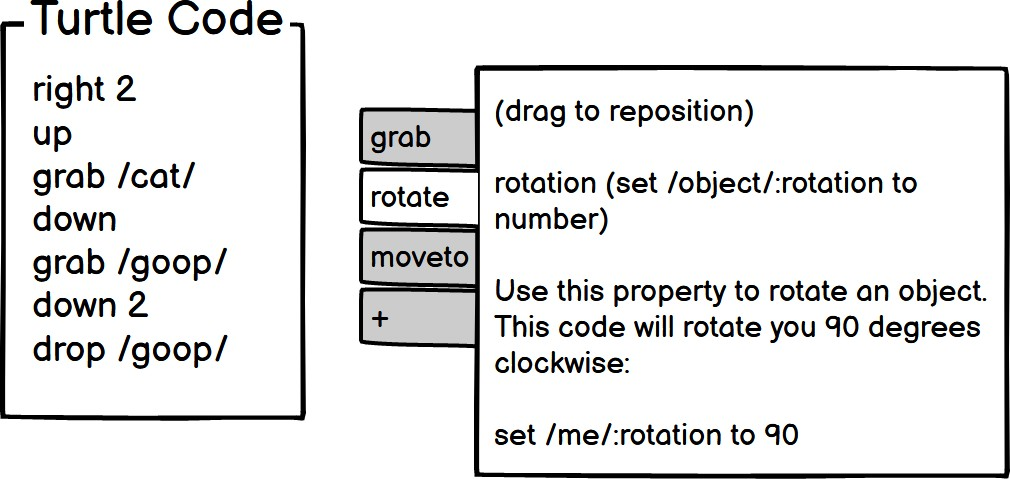 Turtle Code
right 2
up
grab /cat/
down
grab /goop/
down 2
drop /goop/
grab
rotate
moveto
+
(drag to reposition)
rotation (set /object/:rotation to
number)
Use this property to rotate an object.
This code will rotate you 90 degrees
clockwise:
set /me/:rotation to 90